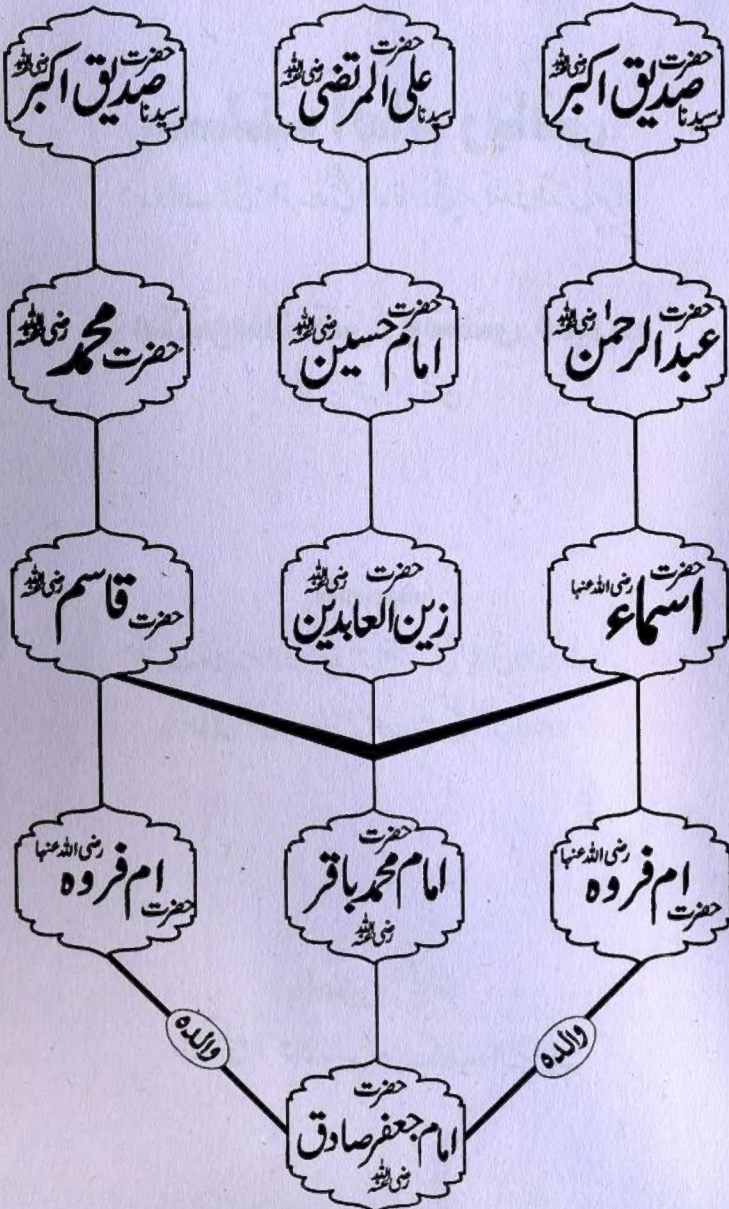 سیدنا حضرت صدیق اکبر رضی اللہ عنہ
سیدنا حضرت علی المرتضیٰ رضی اللہ عنہ
سیدنا حضرت صدیق اکبر رضی اللہ عنہ
حضرت عبدالرحمٰن رضی اللہ عنہ
حضرت امام حسین رضی اللہ عنہ
حضرت محمد رضی اللہ عنہ
حضرت اسماء رضی اللہ عنہا
حضرت زین العابدین رضی اللہ عنہ
حضرت قاسم رضی اللہ عنہ
حضرت ام فروہ رضی اللہ عنہا
حضرت امام محمد باقر رضی اللہ عنہ
حضرت ام فروہ رضی اللہ عنہا
والدہ
والدہ
حضرت امام جعفر صادق رضی اللہ عنہ